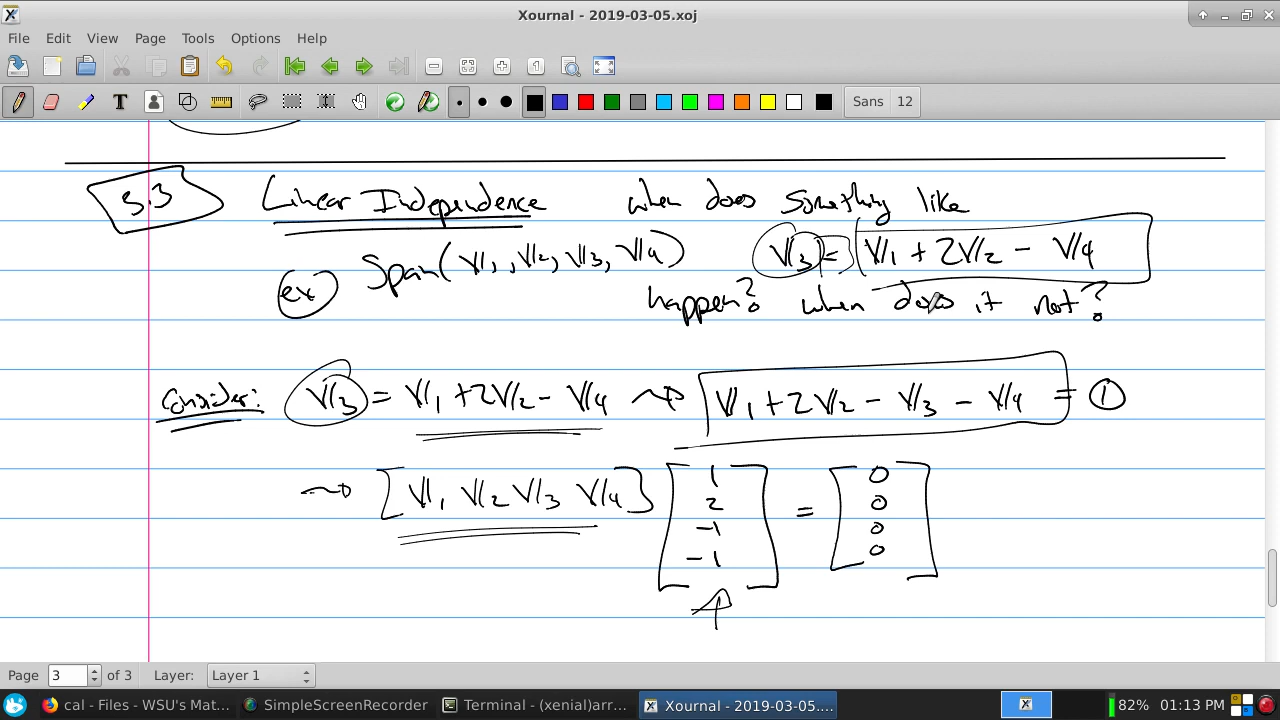 Xournal - 2019-03-05.xoj
File Edit View Page Tools Options Help
Sans 12
3.3 Linear Independence when does something like
ex Span(V1, V2, V3, V4) V3 = V1 + 2V2 - V4
happen? when does it not?
Consider: V3 = V1 + 2V2 - V4 ⇝ V1 + 2V2 - V3 - V4 = 0
⇝ [V1 V2 V3 V4] [1 2 -1 -1] = [0 0 0 0]
Page 3 of 3 Layer: Layer 1
cal - Files - WSU's Mat... SimpleScreenRecorder Terminal - (xenial)arr... Xournal - 2019-03-05.... 82% 01:13 PM